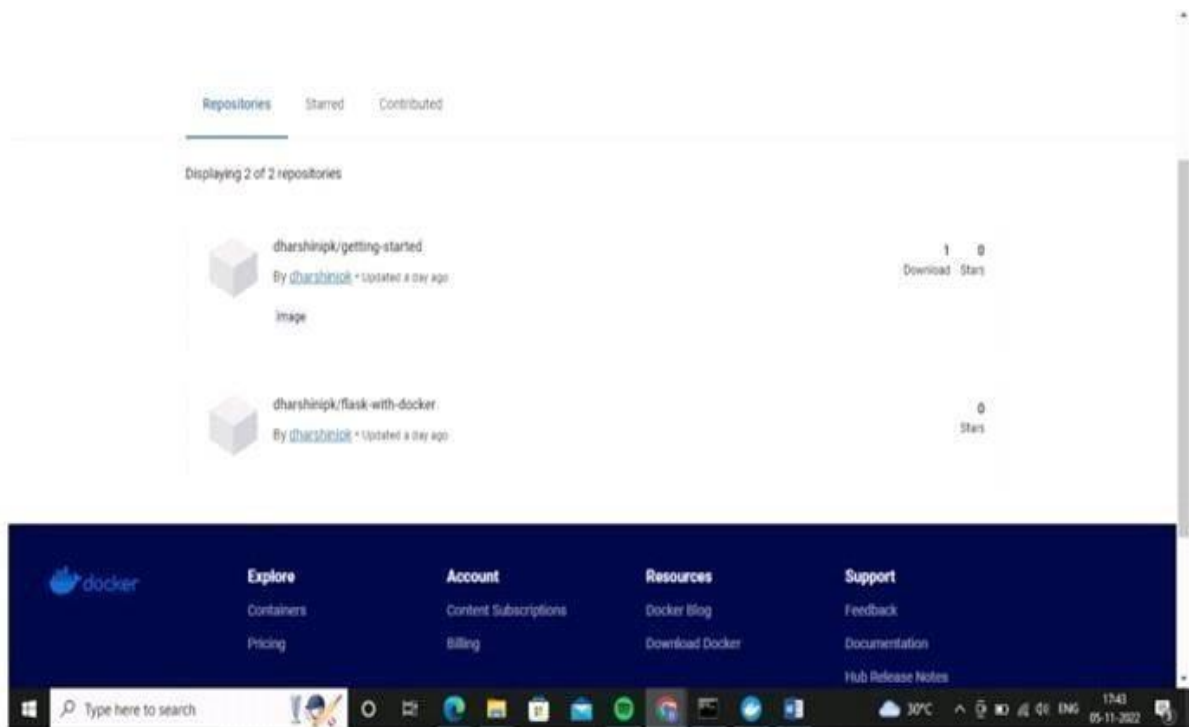 Repositories Starred Contributed
Displaying 2 of 2 repositories
dharshinipk/getting-started
By dharshinipk • Updated a day ago
1 0
Download Stars
Image
dharshinipk/flask-with-docker
By dharshinipk • Updated a day ago
0
Stars
docker
Explore
Containers
Pricing
Account
Content Subscriptions
Billing
Resources
Docker Blog
Download Docker
Support
Feedback
Documentation
Hub Release Notes
Type here to search
30°C
ENG
17:43
05-11-2022